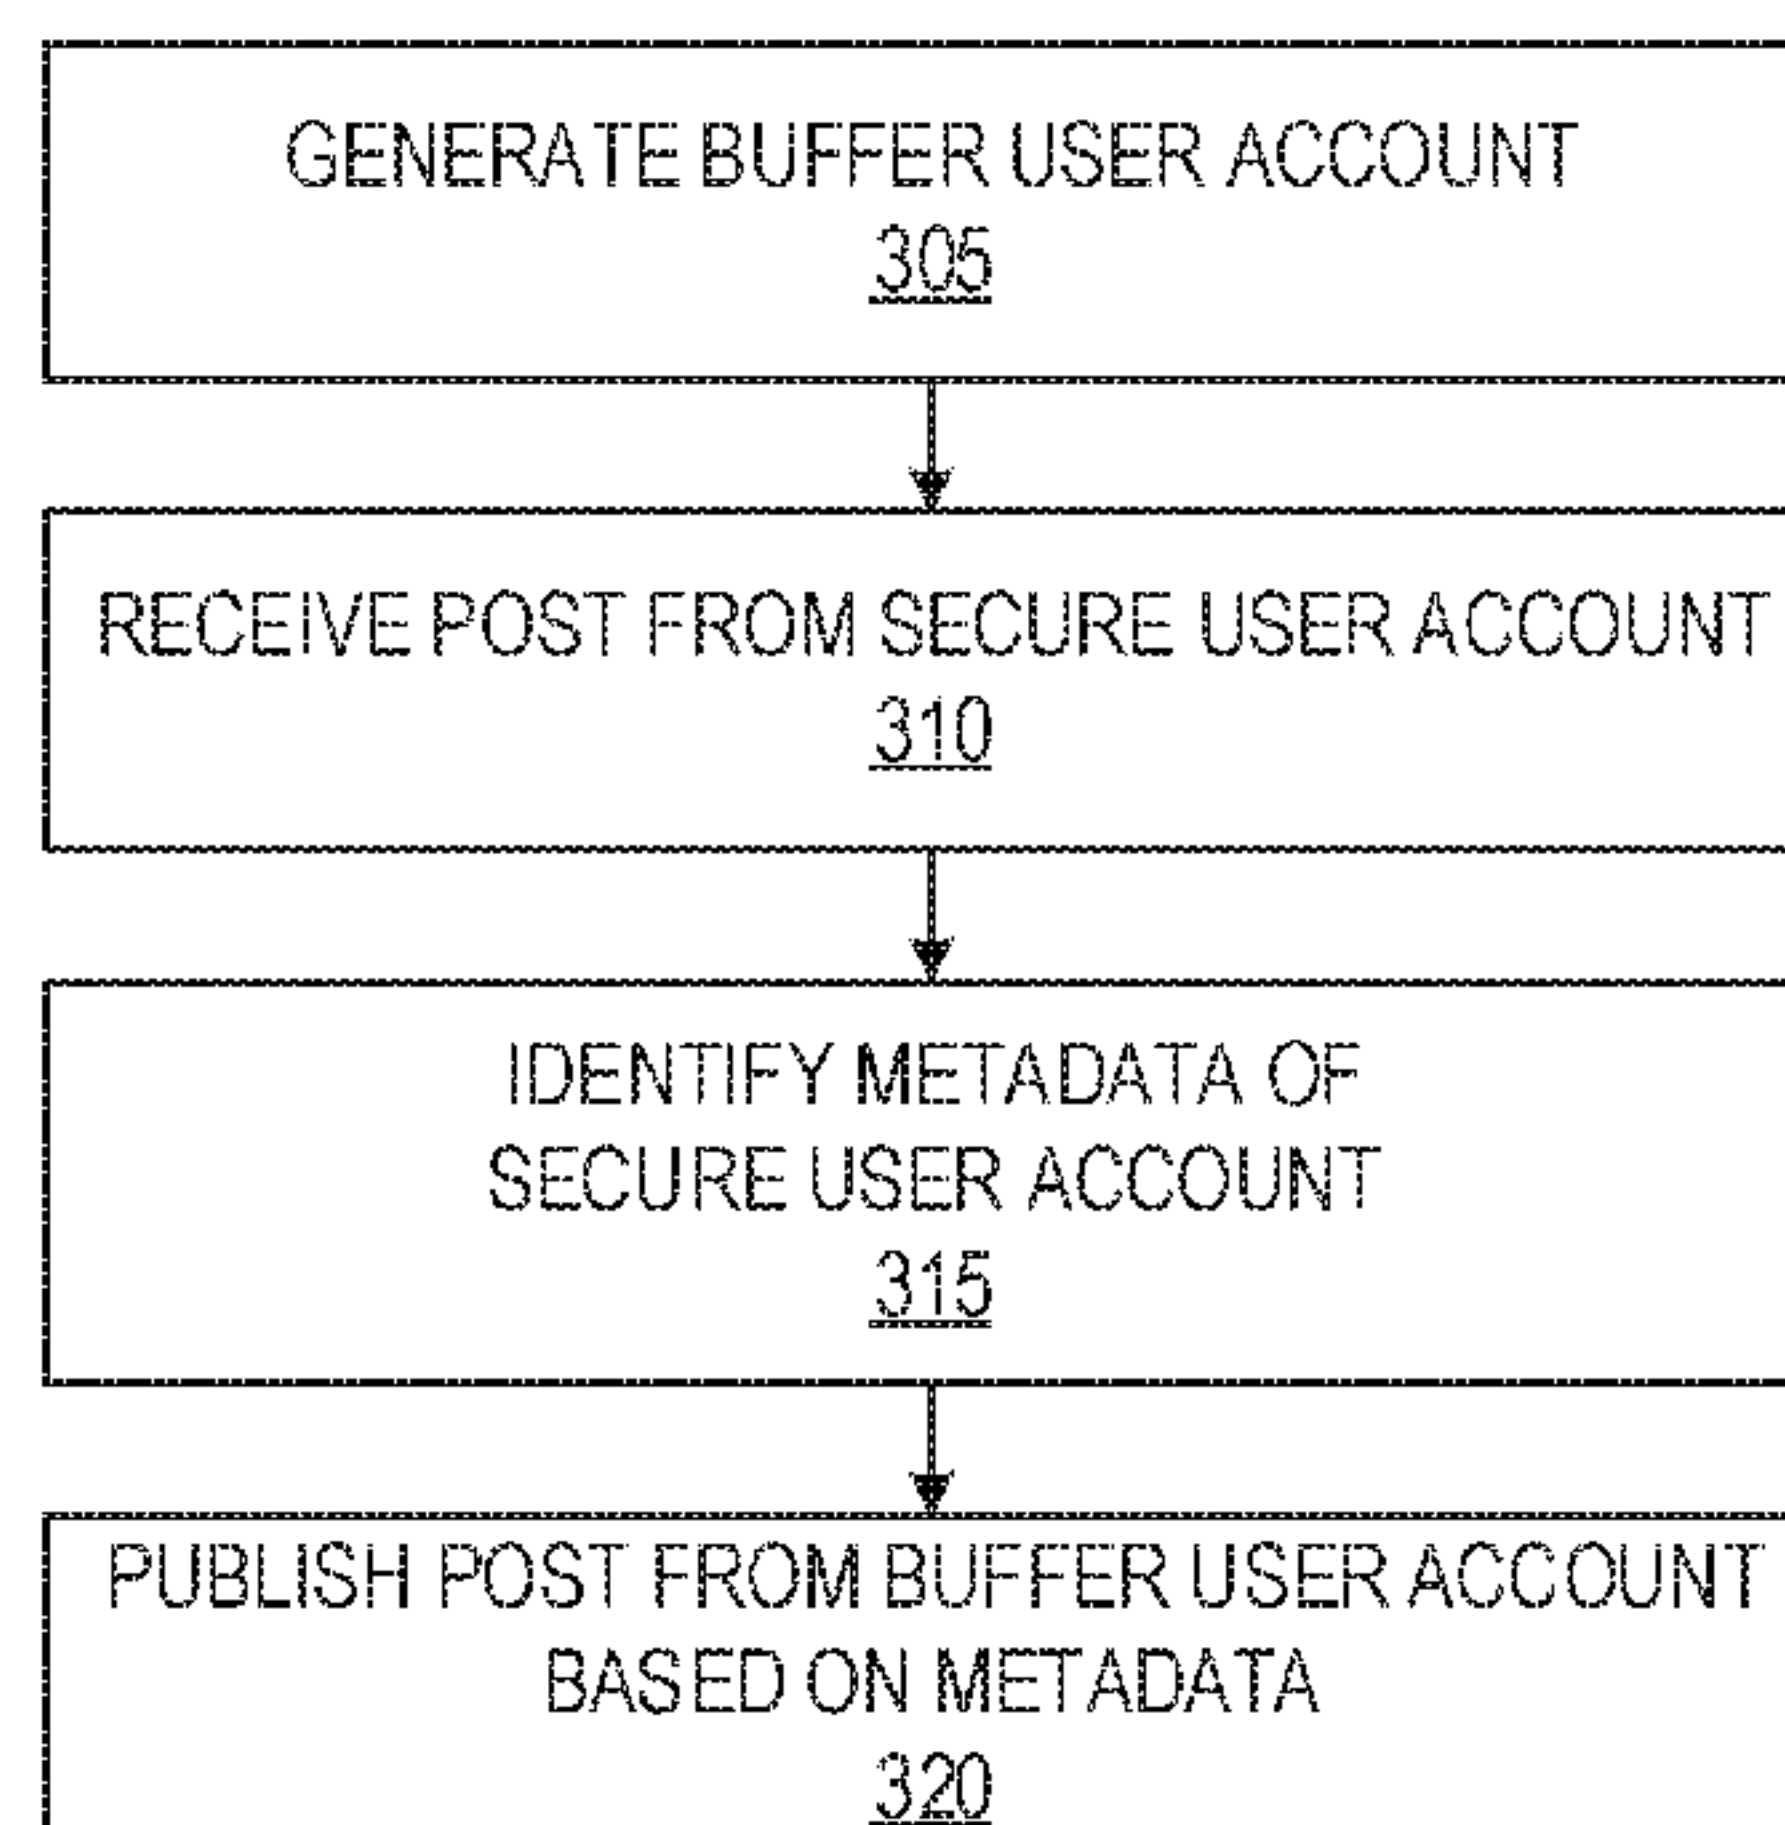 GENERATE BUFFER USER ACCOUNT
305
RECEIVE POST FROM SECURE USER ACCOUNT
310
IDENTIFY METADATA OF
SECURE USER ACCOUNT
315
PUBLISH POST FROM BUFFER USER ACCOUNT
BASED ON METADATA
320